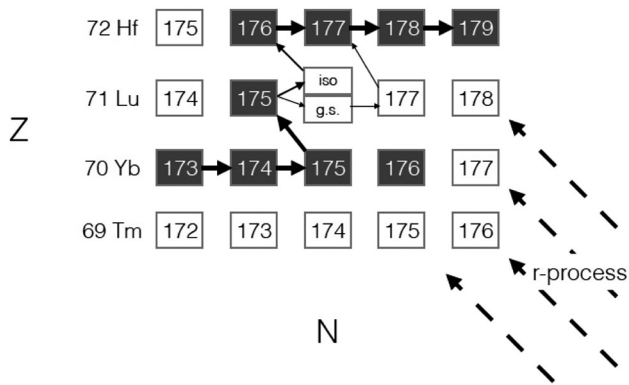 72 Hf 175 176 177 178 179
iso
71 Lu 174 175 177 178
g.s.
Z
70 Yb 173 174 175 176 177
69 Tm 172 173 174 175 176
r-process
N